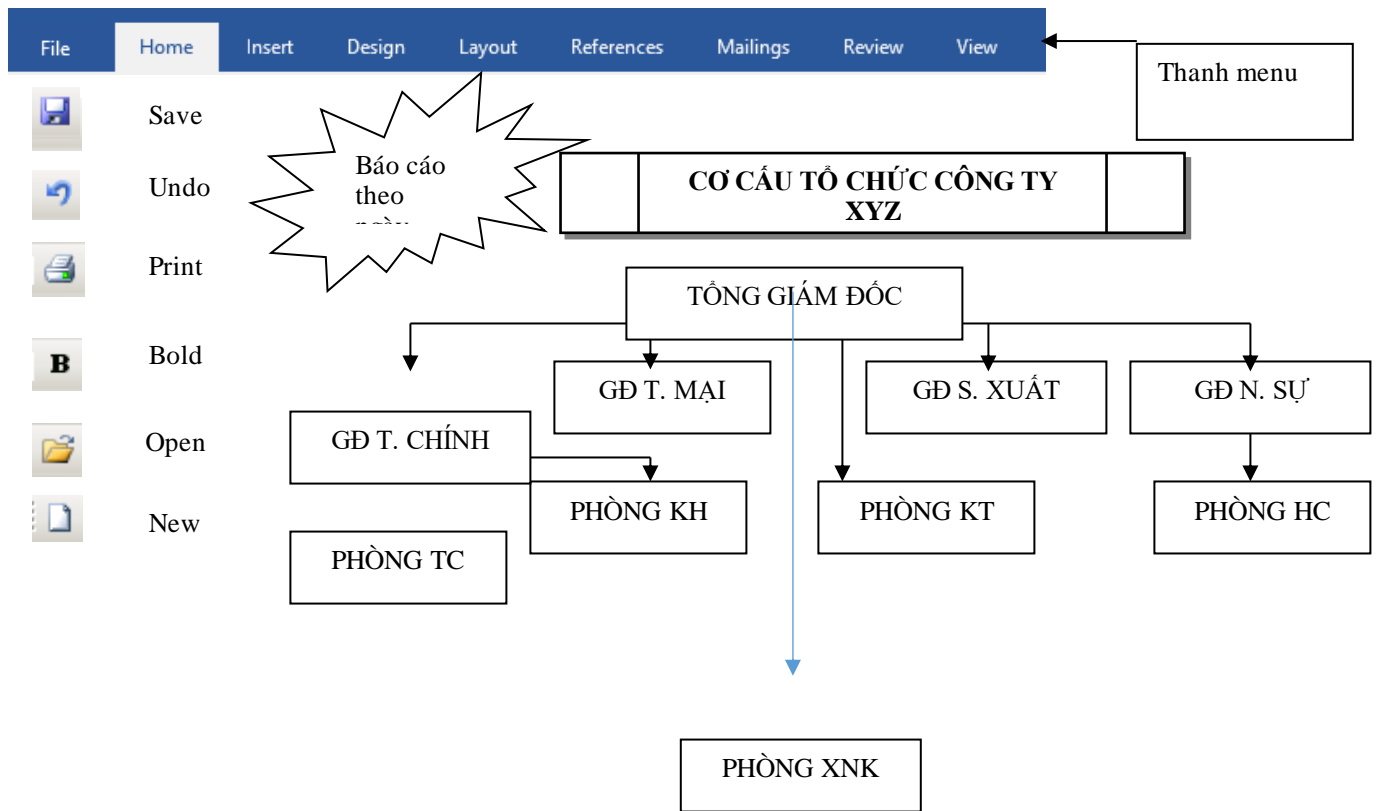 File Home Insert Design Layout References Mailings Review View
Thanh menu
Save
Undo
Print
Bold
Open
New
Báo cáo
theo
CƠ CẤU TỔ CHỨC CÔNG TY
XYZ
TỔNG GIÁM ĐỐC
GĐ T. MẠI
GĐ S. XUẤT
GĐ N. SỰ
GĐ T. CHÍNH
PHÒNG KH
PHÒNG KT
PHÒNG HC
PHÒNG TC
PHÒNG XNK